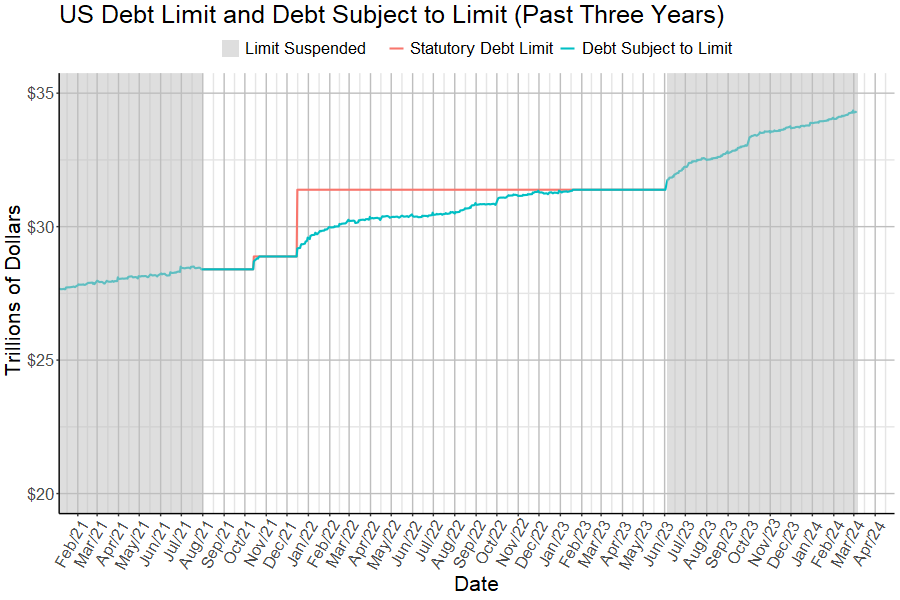 US Debt Limit and Debt Subject to Limit (Past Three Years)
Limit Suspended Statutory Debt Limit Debt Subject to Limit
Trillions of Dollars
$35
$30
$25
$20
Feb/21 Mar/21 Apr/21 May/21 Jun/21 Jul/21 Aug/21 Sep/21 Oct/21 Nov/21 Dec/21 Jan/22 Feb/22 Mar/22 Apr/22 May/22 Jun/22 Jul/22 Aug/22 Sep/22 Oct/22 Nov/22 Dec/22 Jan/23 Feb/23 Mar/23 Apr/23 May/23 Jun/23 Jul/23 Aug/23 Sep/23 Oct/23 Nov/23 Dec/23 Jan/24 Feb/24 Mar/24 Apr/24
Date